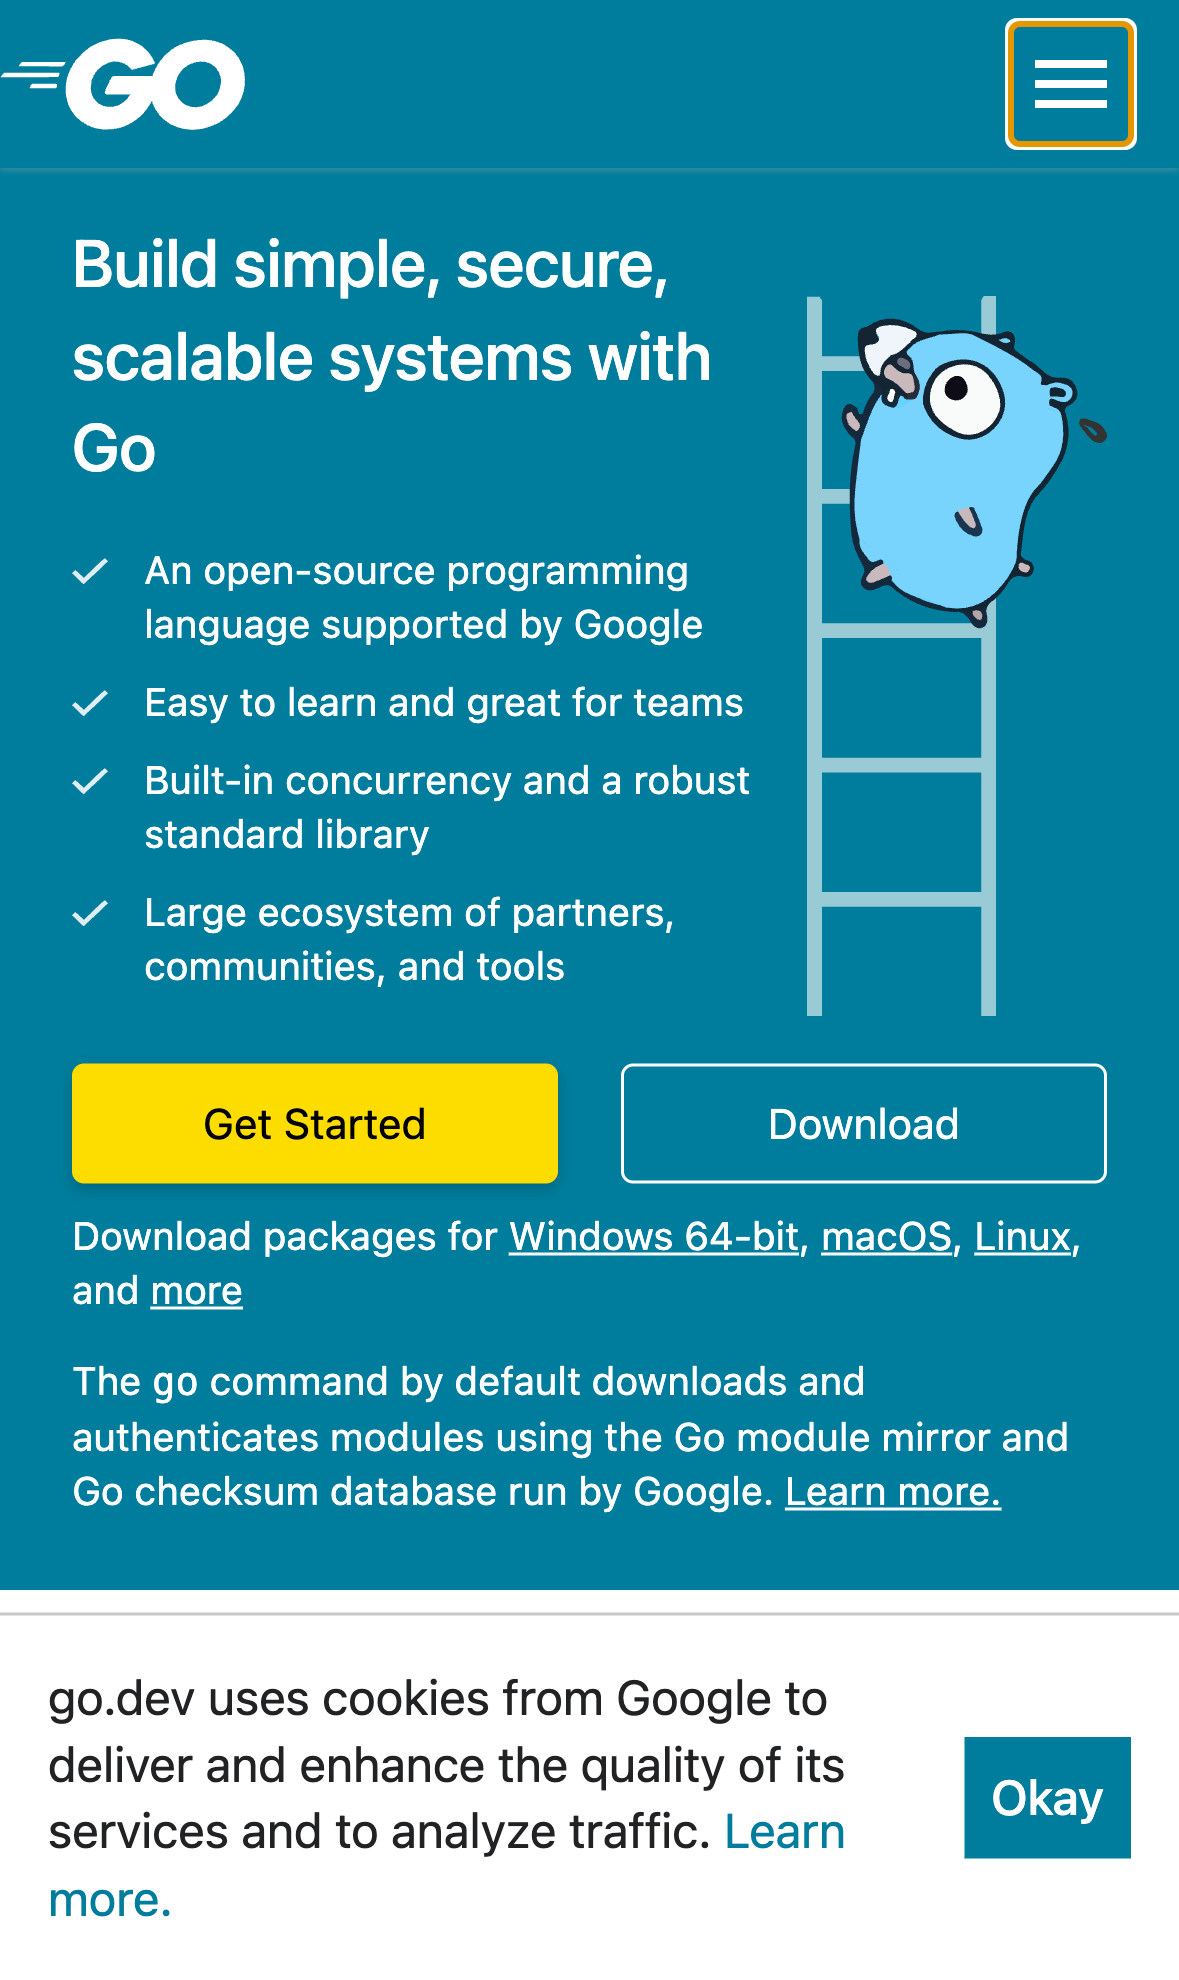 GO
Build simple, secure,
scalable systems with
Go
An open-source programming
language supported by Google
Easy to learn and great for teams
Built-in concurrency and a robust
standard library
Large ecosystem of partners,
communities, and tools
Get Started
Download
Download packages for Windows 64-bit, macOS, Linux,
and more
The go command by default downloads and
authenticates modules using the Go module mirror and
Go checksum database run by Google. Learn more.
go.dev uses cookies from Google to
deliver and enhance the quality of its
services and to analyze traffic. Learn
more.
Okay